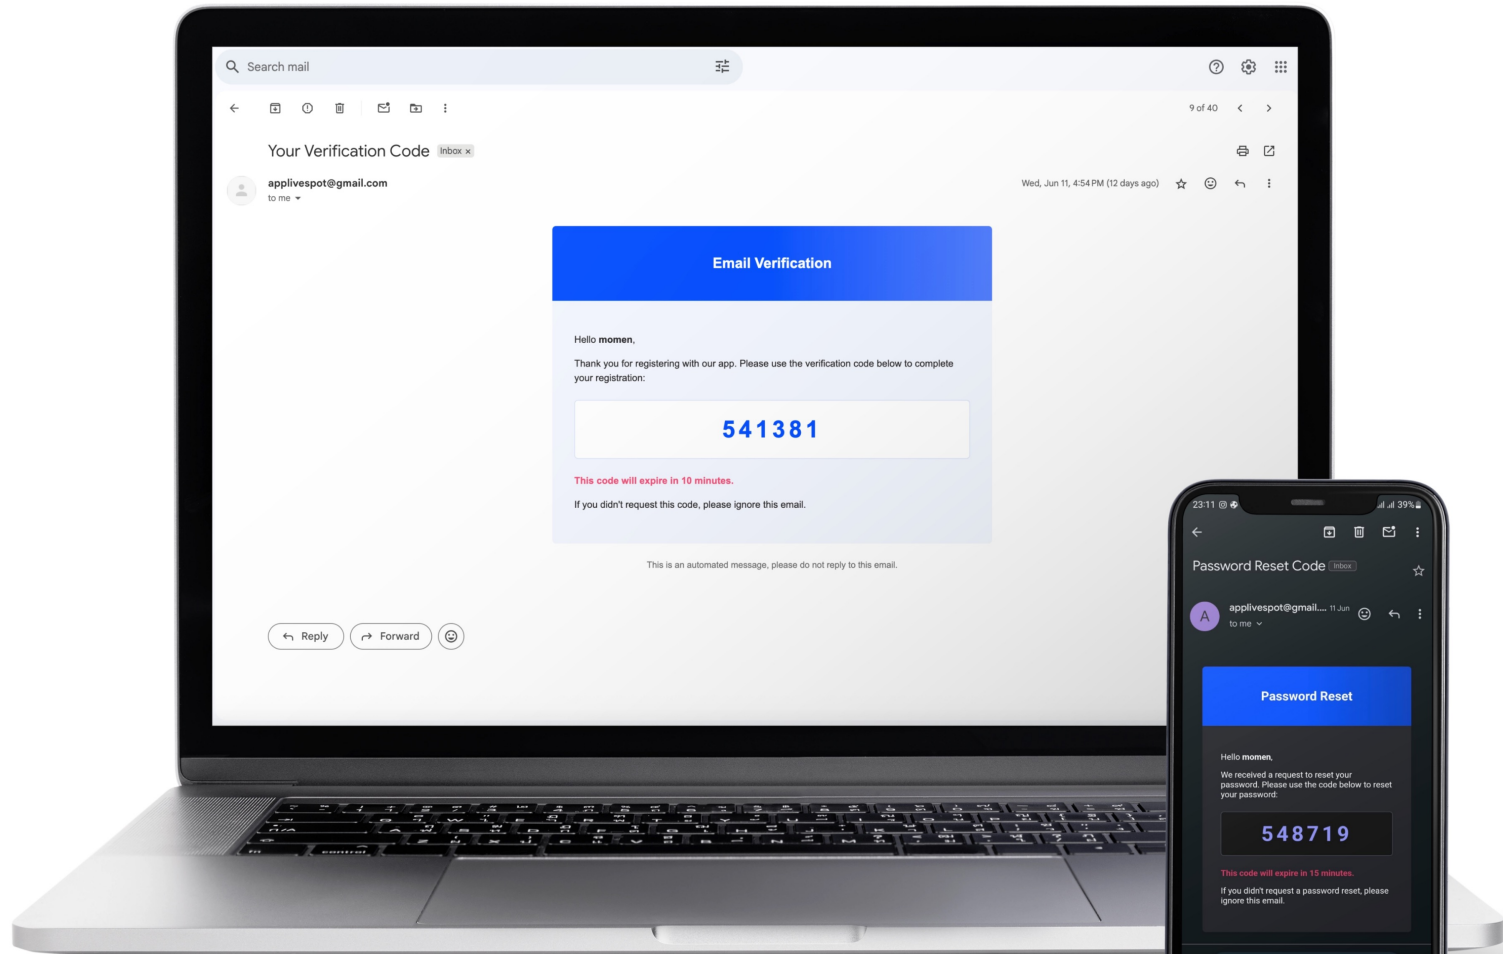 Search mail
9 of 40
Your Verification Code Inbox x
applivespot@gmail.com
Wed, Jun 11, 4:54 PM (12 days ago)
to me
Email Verification
Hello momen,
Thank you for registering with our app. Please use the verification code below to complete
your registration:
541381
This code will expire in 10 minutes.
If you didn't request this code, please ignore this email.
This is an automated message, please do not reply to this email.
Reply
Forward
23:11
39%
Password Reset Code Inbox
A
applivespot@gmail.... 11 Jun
to me
Password Reset
Hello momen,
We received a request to reset your
password. Please use the code below to reset
your password:
548719
This code will expire in 15 minutes.
If you didn't request a password reset, please
ignore this email.
fn
control